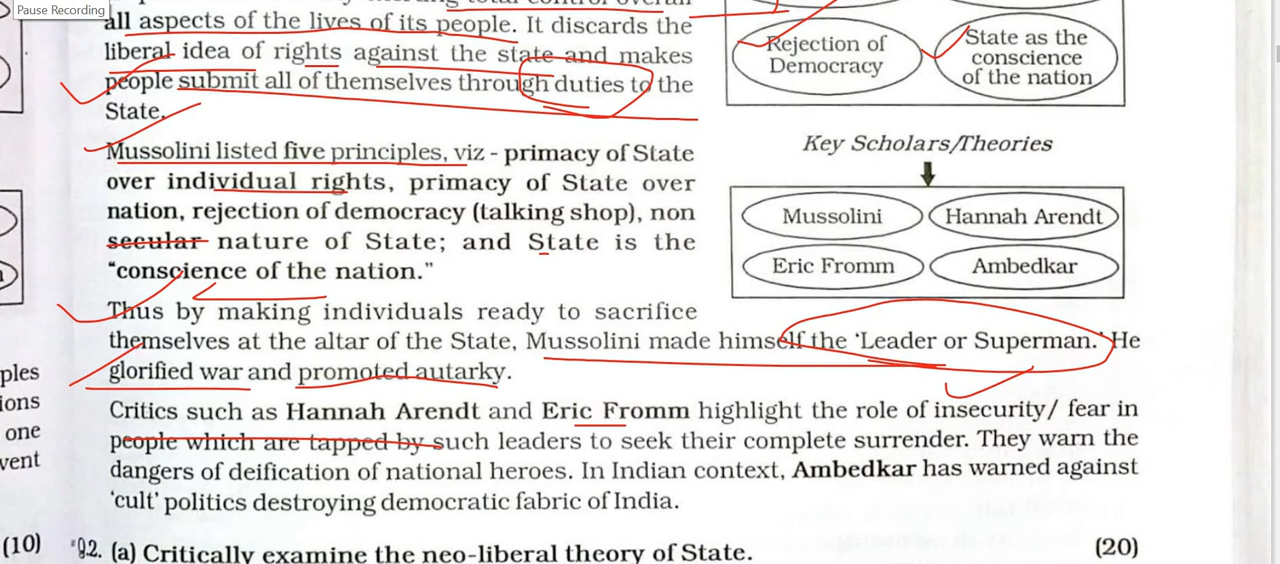 Pause Recording
total control over
all aspects of the lives of its people. It discards the
liberal idea of rights against the state and makes
people submit all of themselves through duties to the
State.
Mussolini listed five principles, viz - primacy of State
over individual rights, primacy of State over
nation, rejection of democracy (talking shop), non
secular nature of State; and State is the
“conscience of the nation.”
Thus by making individuals ready to sacrifice
themselves at the altar of the State, Mussolini made himself the ‘Leader or Superman.’ He
glorified war and promoted autarky.
Critics such as Hannah Arendt and Eric Fromm highlight the role of insecurity/ fear in
people which are tapped by such leaders to seek their complete surrender. They warn the
dangers of deification of national heroes. In Indian context, Ambedkar has warned against
‘cult’ politics destroying democratic fabric of India.
92. (a) Critically examine the neo-liberal theory of State. (20)
Rejection of
Democracy
State as the
conscience
of the nation
Key Scholars/Theories
Mussolini
Hannah Arendt
Eric Fromm
Ambedkar
ples
ions
one
vent
(10)